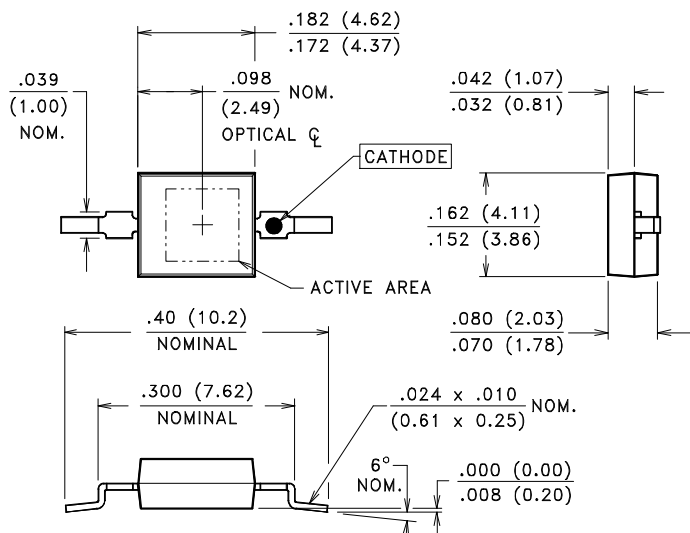 .182 (4.62)
.172 (4.37)
.039
(1.00)
NOM.
.098
(2.49)
NOM.
OPTICAL ℄
.042 (1.07)
.032 (0.81)
CATHODE
.162 (4.11)
.152 (3.86)
ACTIVE AREA
.40 (10.2)
NOMINAL
.080 (2.03)
.070 (1.78)
.300 (7.62)
NOMINAL
.024 x .010
(0.61 x 0.25)
NOM.
6°
NOM.
.000 (0.00)
.008 (0.20)